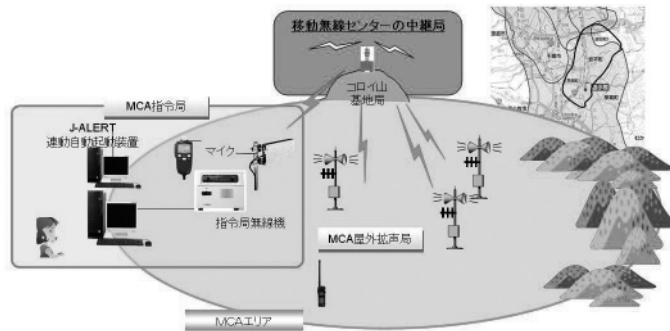 移動無線センターの中継局
コロイ山
基地局
MCA指令局
J-ALERT
連動自動起動装置
マイク
指令局無線機
MCA屋外拡声局
MCAエリア